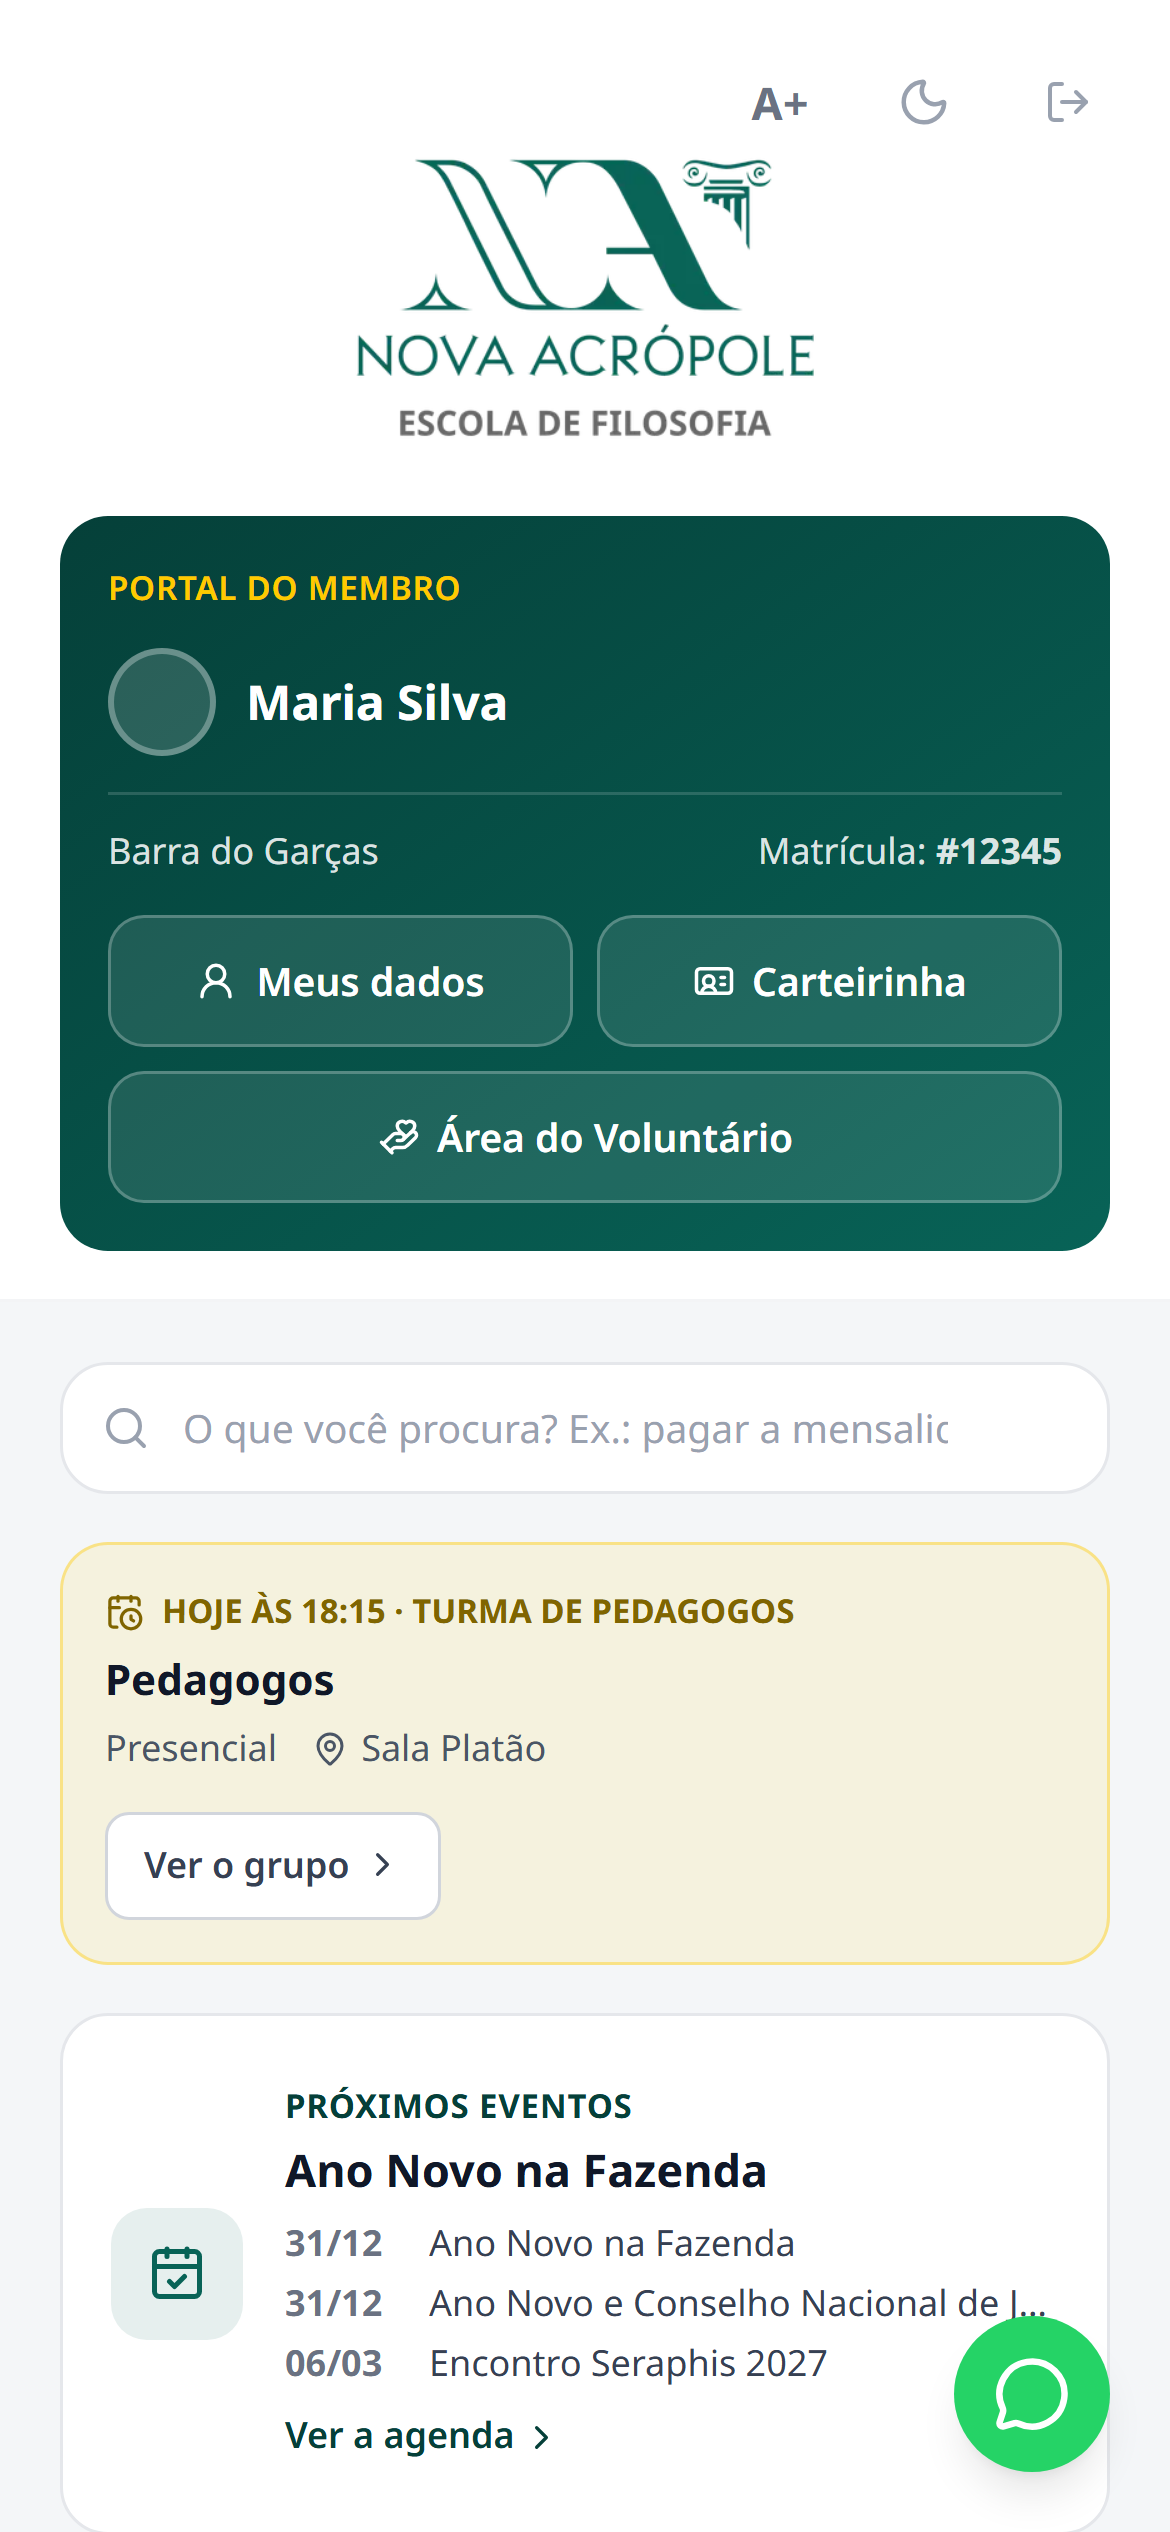 A+
NOVA ACRÓPOLE
ESCOLA DE FILOSOFIA
PORTAL DO MEMBRO
Maria Silva
Barra do Garças
Matrícula: #12345
Meus dados
Carteirinha
Área do Voluntário
O que você procura? Ex.: pagar a mensalid
HOJE ÀS 18:15 · TURMA DE PEDAGOGOS
Pedagogos
Presencial
Sala Platão
Ver o grupo
PRÓXIMOS EVENTOS
Ano Novo na Fazenda
31/12 Ano Novo na Fazenda
31/12 Ano Novo e Conselho Nacional de J...
06/03 Encontro Seraphis 2027
Ver a agenda